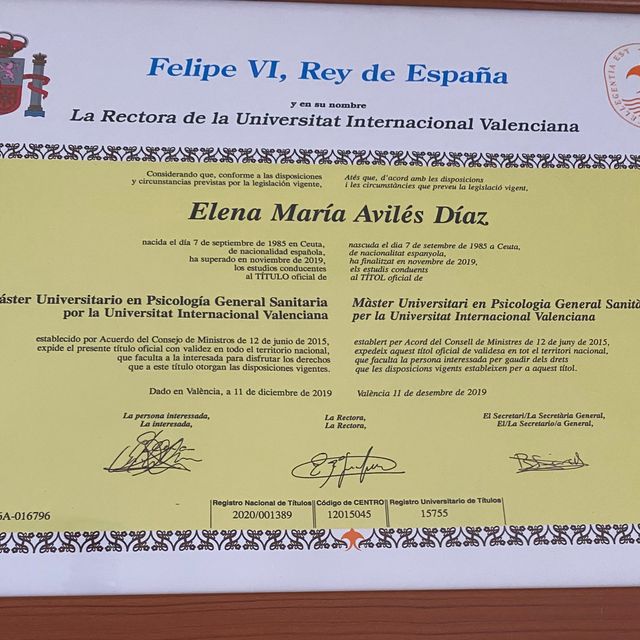 Felipe VI, Rey de España
y en su nombre
La Rectora de la Universitat Internacional Valenciana
Considerando que, conforme a las disposiciones
y circunstancias previstas por la legislación vigente,
Atés que, d'acord amb les disposicions
i les circumstàncies que preveu la legislació vigent,
Elena María Avilés Díaz
nacida el día 7 de septiembre de 1985 en Ceuta,
de nacionalidad española,
ha superado en noviembre de 2019,
los estudios conducentes
al TÍTULO oficial de
nascuda el dia 7 de setembre de 1985 a Ceuta,
de nacionalitat espanyola,
ha finalitzat en novembre de 2019,
els estudis conduents
al TÍTOL oficial de
áster Universitario en Psicología General Sanitaria
por la Universitat Internacional Valenciana
Màster Universitari en Psicologia General Sanità
per la Universitat Internacional Valenciana
establecido por Acuerdo del Consejo de Ministros de 12 de junio de 2015,
expide el presente título oficial con validez en todo el territorio nacional,
que faculta a la interesada para disfrutar los derechos
que a este título otorgan las disposiciones vigentes.
establert per Acord del Consell de Ministres de 12 de juny de 2015,
expedeix aquest títol oficial de validesa en tot el territori nacional,
que faculta la persona interessada per gaudir dels drets
que les disposicions vigents estableixen per a aquest títol.
Dado en València, a 11 de diciembre de 2019
València 11 de desembre de 2019
La persona interessada,
La interesada,
La Rectora,
La Rectora,
El Secretari/La Secretària General,
El/La Secretario/a General,
A-016796
Registro Nacional de Títulos
2020/001389
Código de CENTRO
12015045
Registro Universitario de Títulos
15755